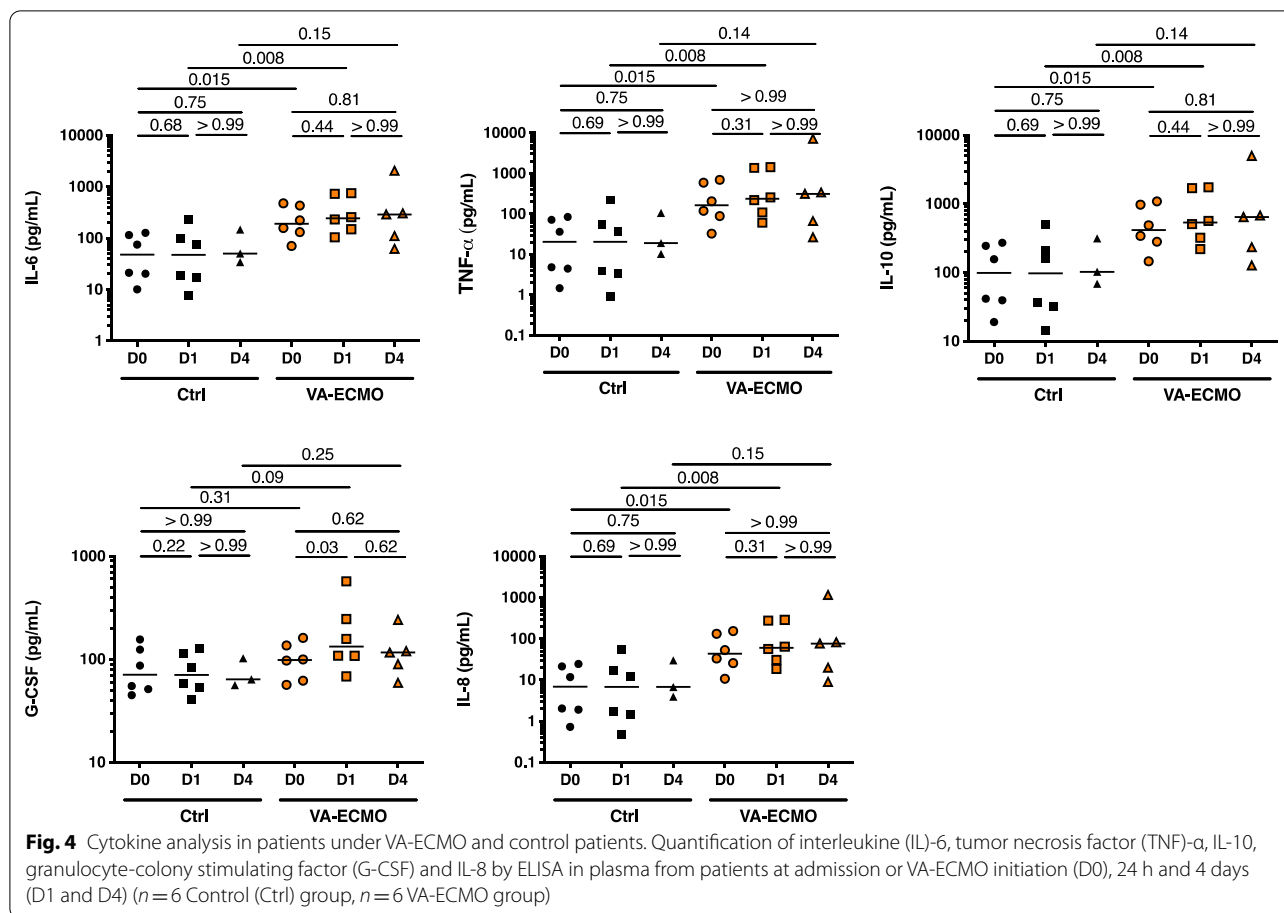 0.15
0.008
0.015
0.75 0.81
0.68 > 0.99 0.44 > 0.99
IL-6 (pg/mL)
10000
1000
100
10
1
D0 D1 D4 D0 D1 D4
Ctrl VA-ECMO
0.14
0.008
0.015
0.75 > 0.99
0.69 > 0.99 0.31 > 0.99
TNF-α (pg/mL)
10000
1000
100
10
1
0.1
D0 D1 D4 D0 D1 D4
Ctrl VA-ECMO
0.14
0.008
0.015
0.75 0.81
0.69 > 0.99 0.44 > 0.99
IL-10 (pg/mL)
10000
1000
100
10
D0 D1 D4 D0 D1 D4
Ctrl VA-ECMO
0.25
0.09
0.31
> 0.99 0.62
0.22 > 0.99 0.03 0.62
G-CSF (pg/mL)
1000
100
10
D0 D1 D4 D0 D1 D4
Ctrl VA-ECMO
0.15
0.008
0.015
0.75 > 0.99
0.69 > 0.99 0.31 > 0.99
IL-8 (pg/mL)
10000
1000
100
10
1
0.1
D0 D1 D4 D0 D1 D4
Ctrl VA-ECMO
Fig. 4 Cytokine analysis in patients under VA-ECMO and control patients. Quantification of interleukine (IL)-6, tumor necrosis factor (TNF)-α, IL-10,
granulocyte-colony stimulating factor (G-CSF) and IL-8 by ELISA in plasma from patients at admission or VA-ECMO initiation (D0), 24 h and 4 days
(D1 and D4) (n = 6 Control (Ctrl) group, n = 6 VA-ECMO group)